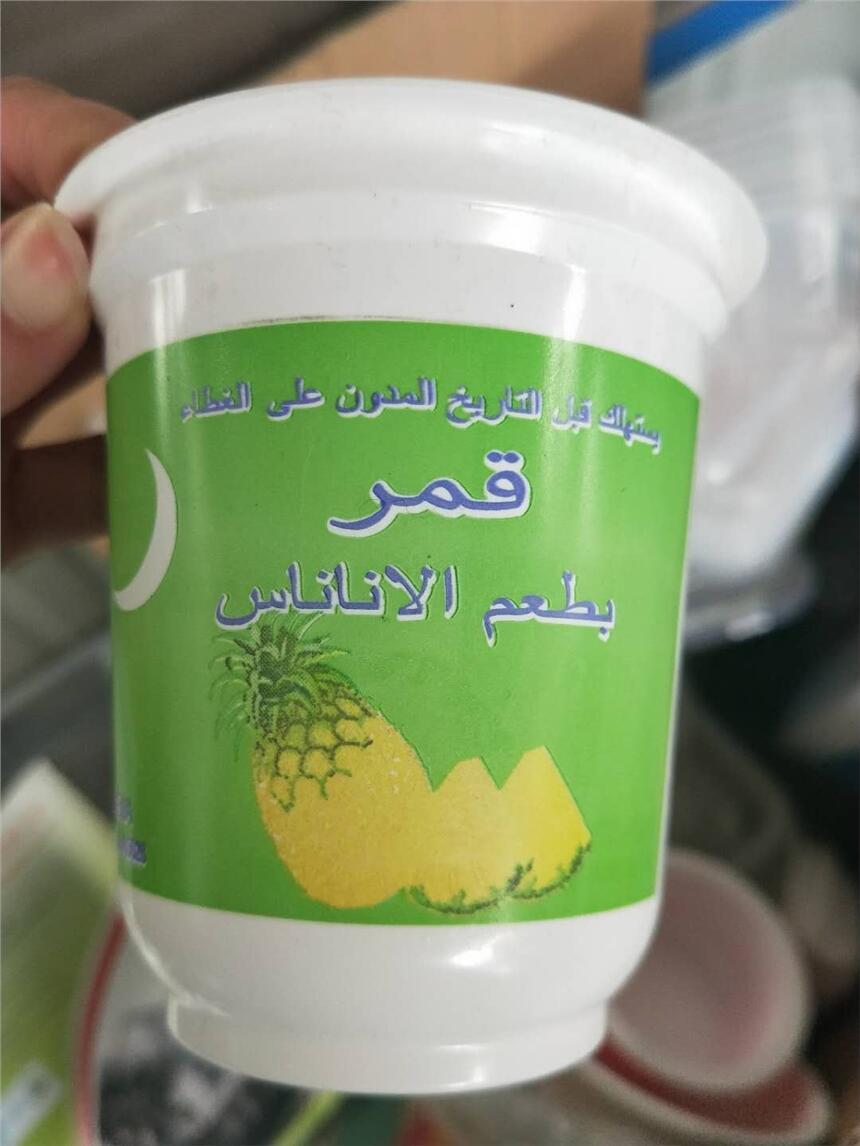 يستهلك قبل التاريخ المدون على الغطاء
قمر
بطعم الاناناس